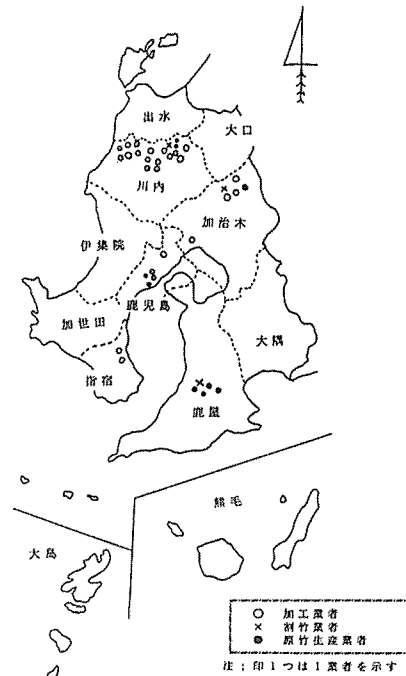 出水
大口
川内
加治木
伊集院
鹿児島
加世田
大隅
指宿
鹿屋
熊毛
大島
○ 加工業者
× 割竹業者
● 原竹生産業者
注；印1つは1業者を示す